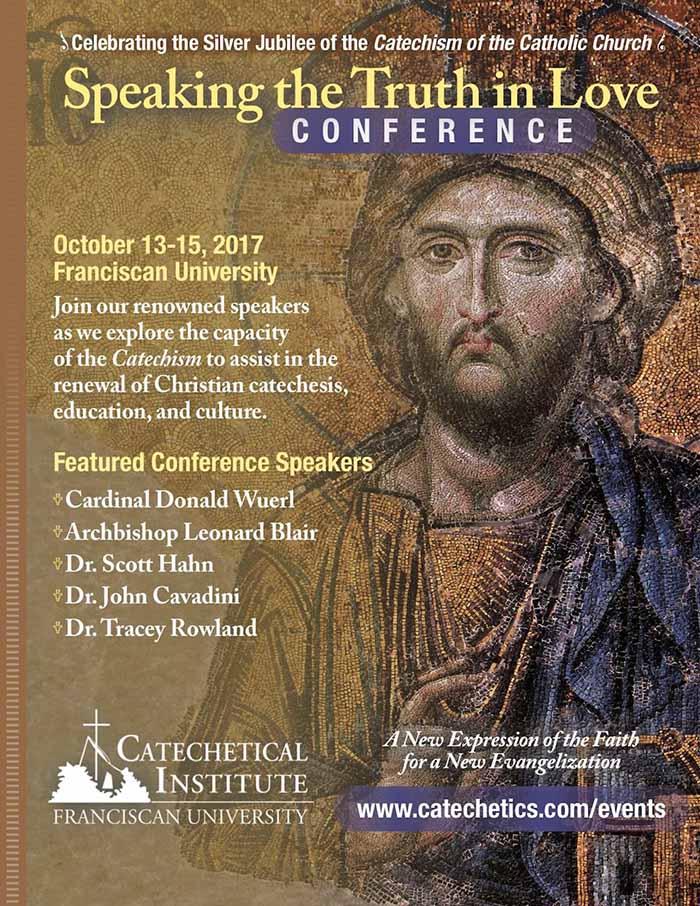 Celebrating the Silver Jubilee of the Catechism of the Catholic Church
Speaking the Truth in Love
CONFERENCE
October 13-15, 2017
Franciscan University
Join our renowned speakers
as we explore the capacity
of the Catechism to assist in the
renewal of Christian catechesis,
education, and culture.
Featured Conference Speakers
Cardinal Donald Wuerl
Archbishop Leonard Blair
Dr. Scott Hahn
Dr. John Cavadini
Dr. Tracey Rowland
CATECHETICAL
INSTITUTE
FRANCISCAN UNIVERSITY
A New Expression of the Faith
for a New Evangelization
www.catechetics.com/events